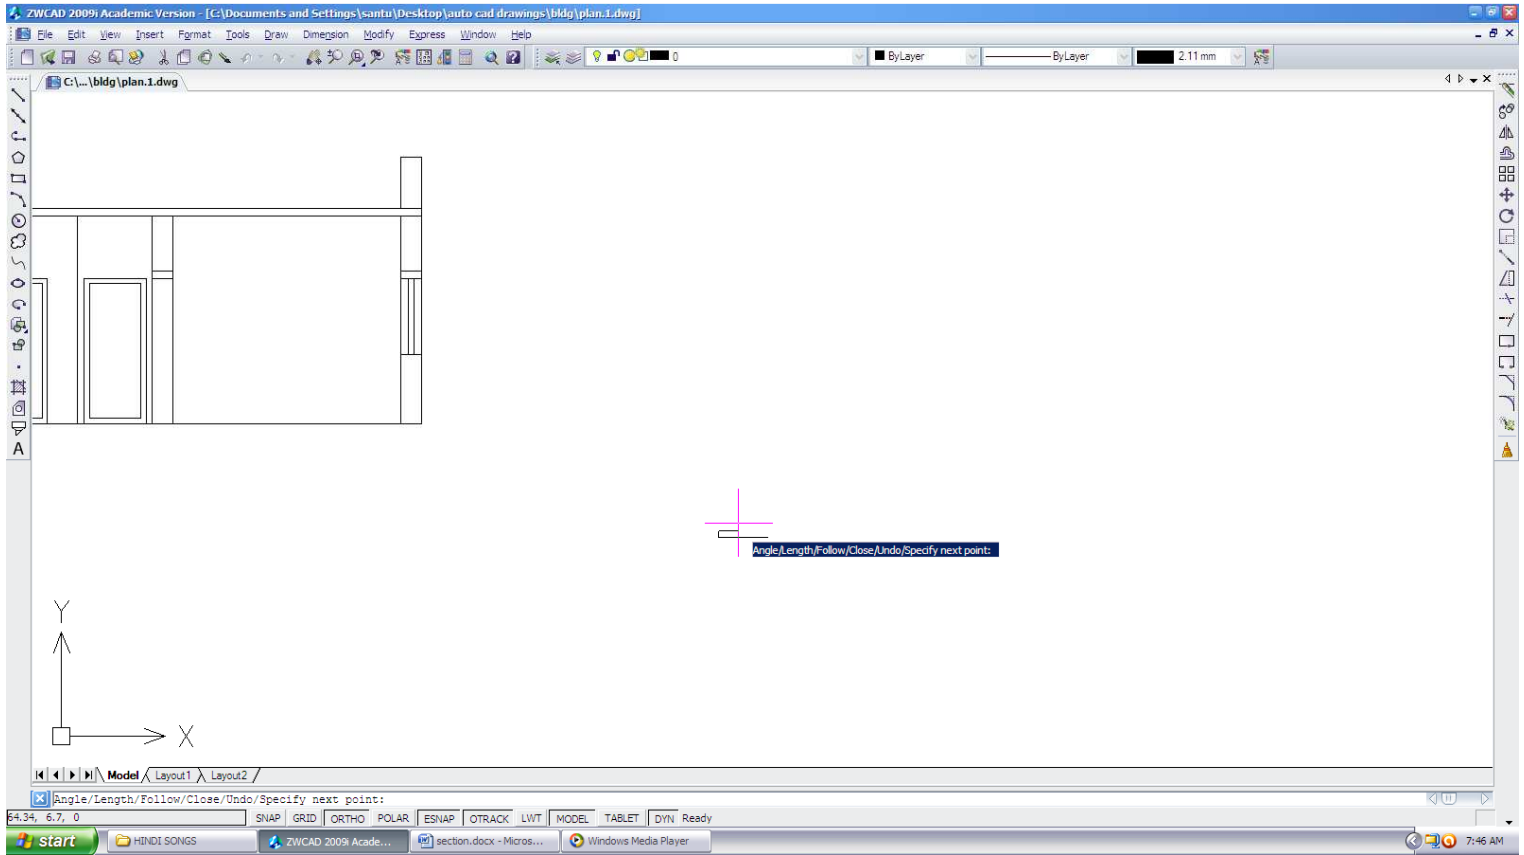 ZWCAD 2009i Academic Version - [C:\Documents and Settings\santu\Desktop\auto cad drawings\bldg\plan.1.dwg]
File Edit View Insert Format Tools Draw Dimension Modify Express Window Help
0 ByLayer ByLayer 2.11 mm
C:\...\bldg\plan.1.dwg
A
Angle/Length/Follow/Close/Undo/Specify next point:
Y
X
Model Layout1 Layout2
Angle/Length/Follow/Close/Undo/Specify next point:
64.34, 6.7, 0 SNAP GRID ORTHO POLAR ESNAP OTRACK LWT MODEL TABLET DYN Ready
start HINDI SONGS ZWCAD 2009i Acade... section.docx - Micros... Windows Media Player 7:46 AM